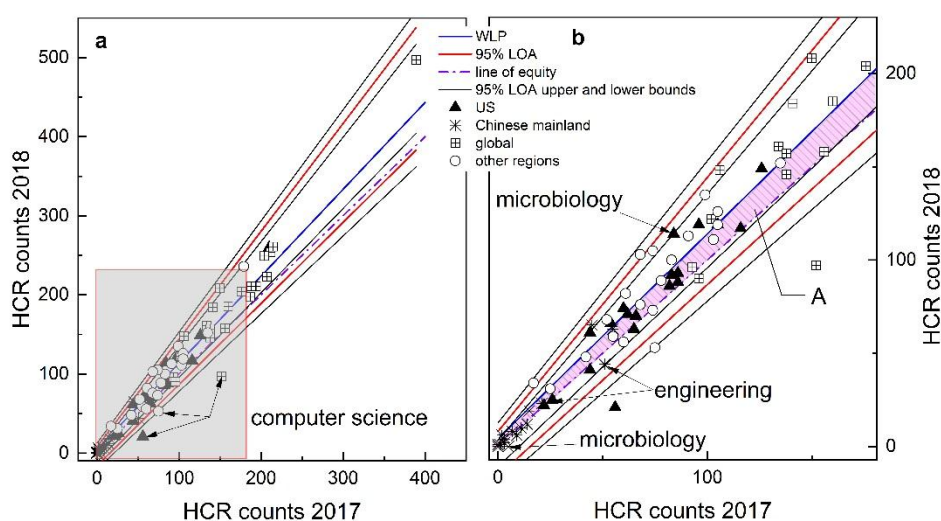 a
HCR counts 2018
500
400
300
200
100
0
0
100
200
300
400
HCR counts 2017
computer science
WLP
95% LOA
line of equity
95% LOA upper and lower bounds
US
Chinese mainland
global
other regions
b
microbiology
A
engineering
microbiology
200
100
0
HCR counts 2018
0
100
HCR counts 2017